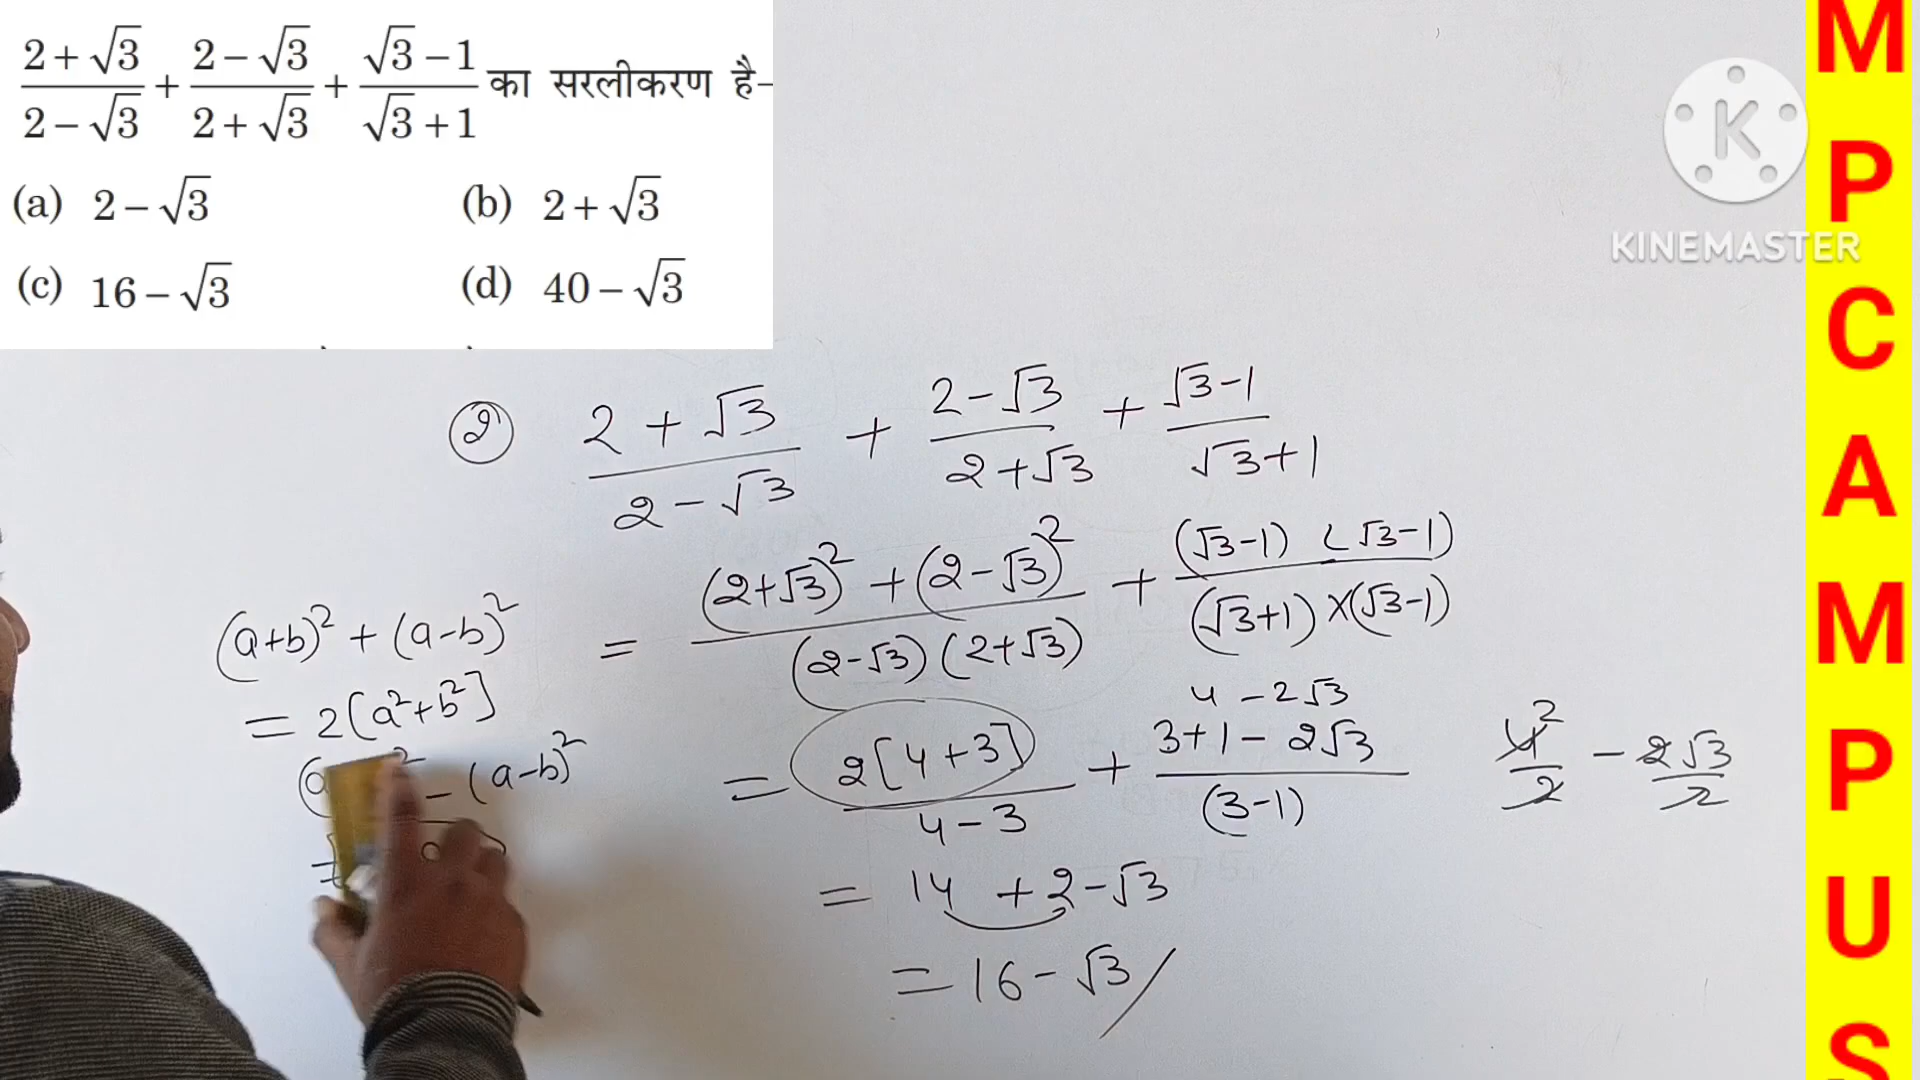 (2 + √3)/(2 − √3) + (2 − √3)/(2 + √3) + (√3 − 1)/(√3 + 1) का सरलीकरण है–
(a) 2 − √3 (b) 2 + √3
(c) 16 − √3 (d) 40 − √3
KINEMASTER
MPCAMPUS
② (2 + √3)/(2 − √3) + (2 − √3)/(2 + √3) + (√3 − 1)/(√3 + 1)
= ((2+√3)² + (2−√3)²)/((2−√3)(2+√3)) + ((√3−1)(√3−1))/((√3+1)×(√3−1))
4 − 2√3
= 2[4+3]/(4−3) + (3+1−2√3)/(3−1)
= 14 + 2 − √3
= 16 − √3
(a+b)² + (a−b)²
= 2[a²+b²]
− (a−b)²
4/2 2 − 2√3/2